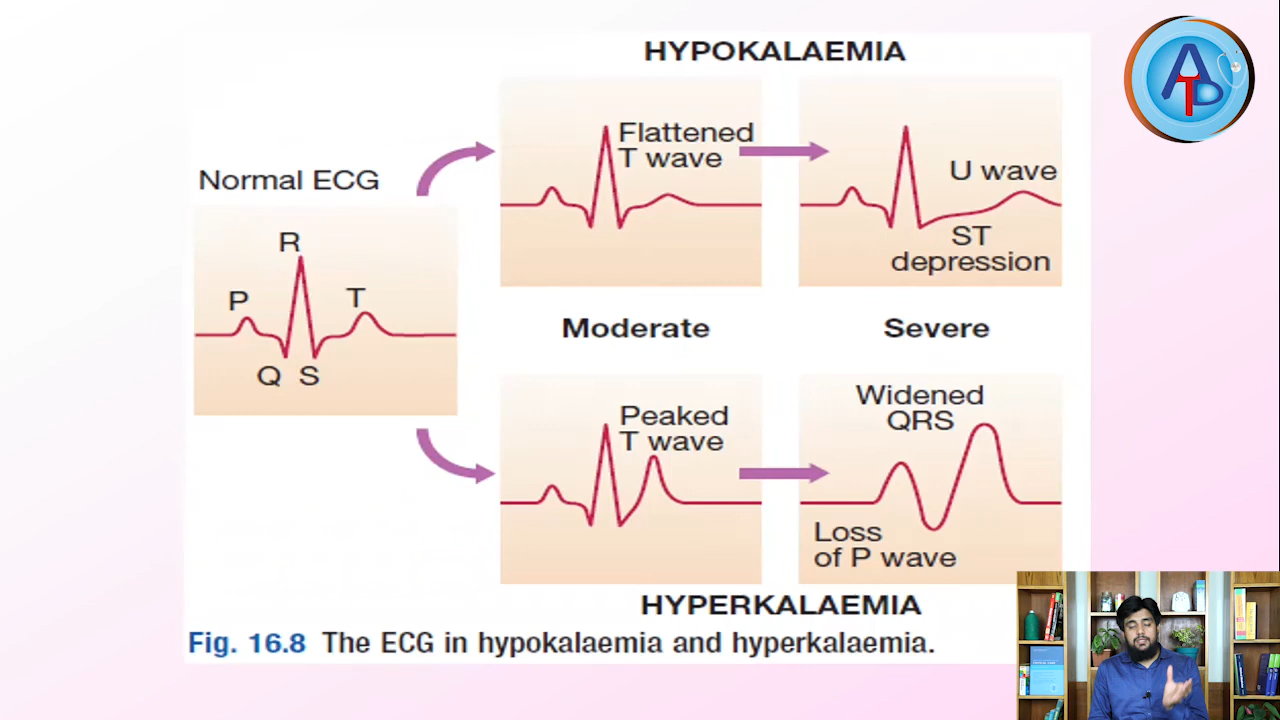 HYPOKALAEMIA
ATD
Normal ECG
R
P
T
Q S
Flattened
T wave
U wave
ST
depression
Moderate
Severe
Peaked
T wave
Widened
QRS
Loss
of P wave
HYPERKALAEMIA
Fig. 16.8 The ECG in hypokalaemia and hyperkalaemia.